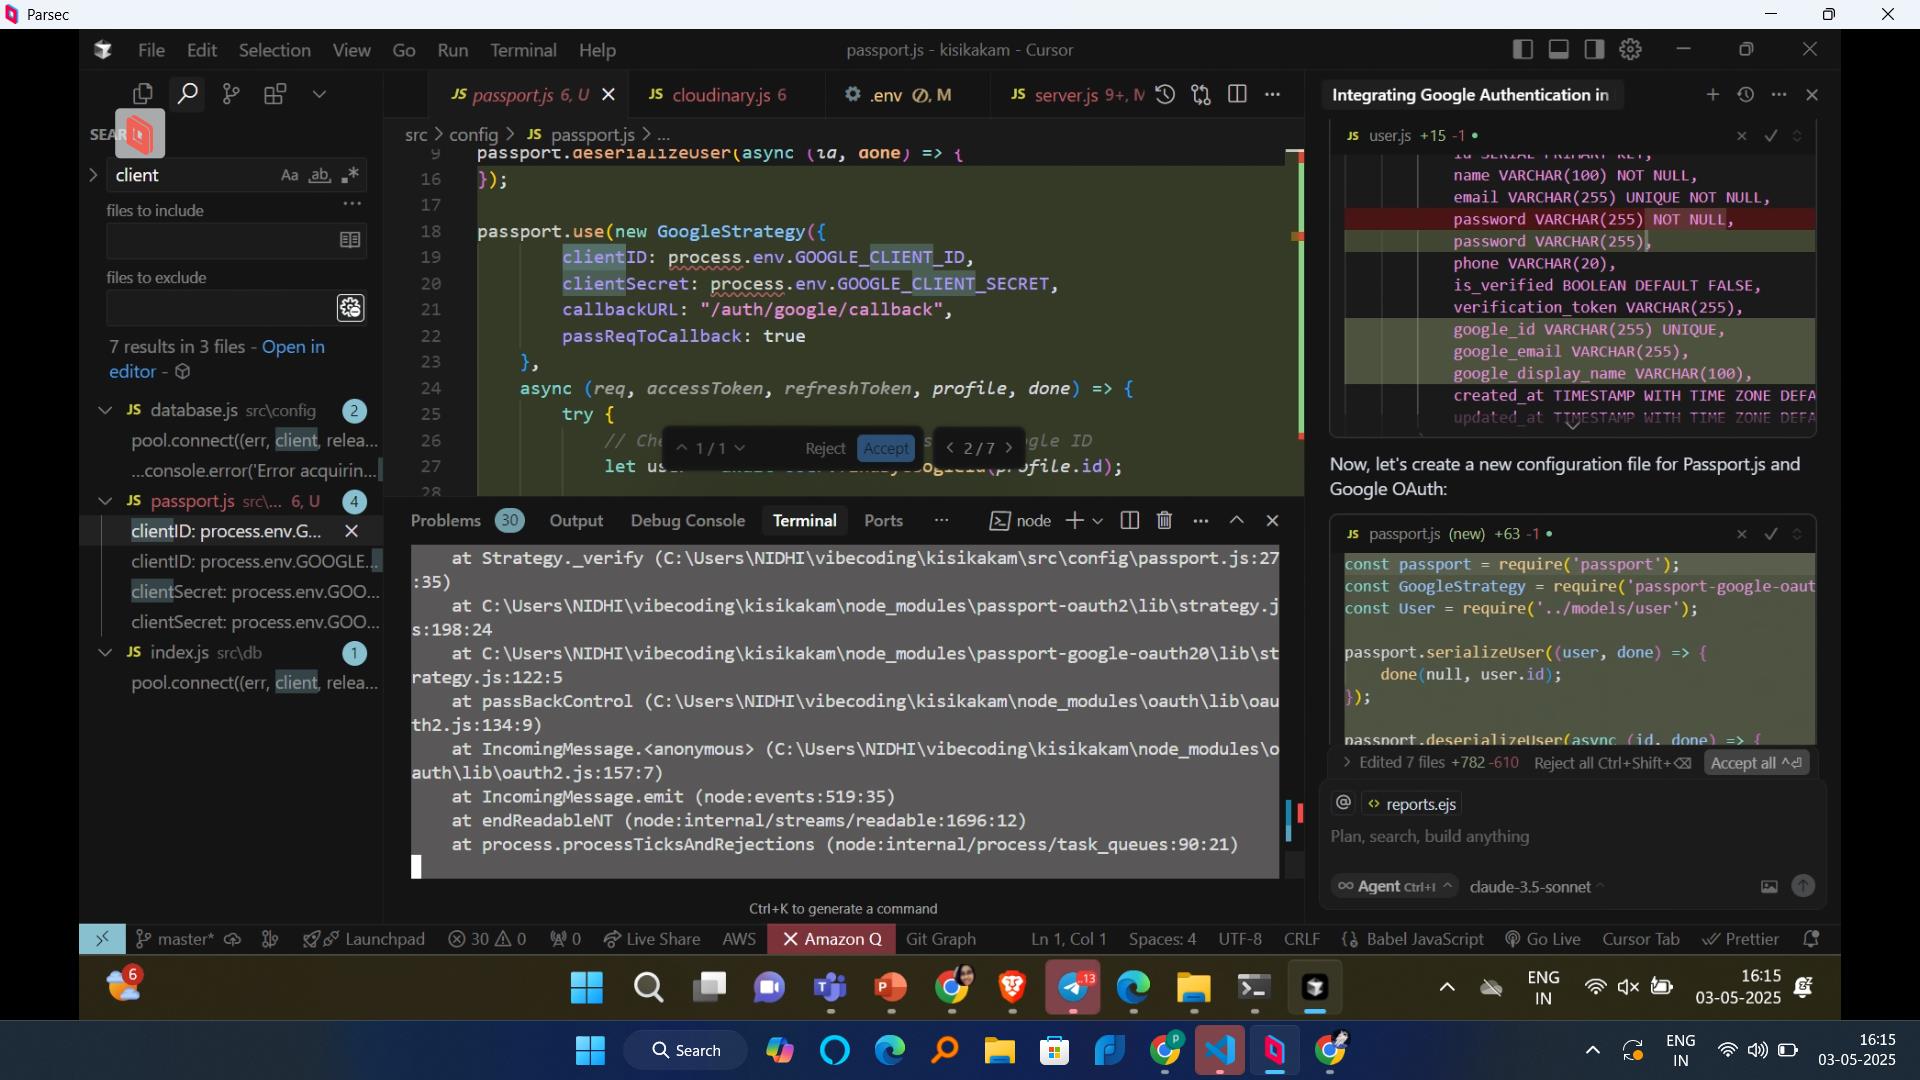 Parsec
File Edit Selection View Go Run Terminal Help
passport.js - kisikakam - Cursor
JS passport.js 6, U
JS cloudinary.js 6
.env M
JS server.js 9+, M
src > config > JS passport.js > ...
SEAR
client
Aa ab
files to include
files to exclude
7 results in 3 files - Open in
editor -
JS database.js src\config 2
pool.connect((err, client, relea...
...console.error('Error acquirin...
JS passport.js src\... 6, U 4
clientID: process.env.G...
clientID: process.env.GOOGLE...
clientSecret: process.env.GOO...
clientSecret: process.env.GOO...
JS index.js src\db 1
pool.connect((err, client, relea...
9 passport.deserializeUser(async (id, done) => {
16 });
17
18 passport.use(new GoogleStrategy({
19 clientID: process.env.GOOGLE_CLIENT_ID,
20 clientSecret: process.env.GOOGLE_CLIENT_SECRET,
21 callbackURL: "/auth/google/callback",
22 passReqToCallback: true
23 },
24 async (req, accessToken, refreshToken, profile, done) => {
25 try {
26 // Che
ID
27 let
(profile.id);
28
1/1 Reject Accept 2/7
Problems 30 Output Debug Console Terminal Ports ... node
at Strategy._verify (C:\Users\NIDHI\vibecoding\kisikakam\src\config\passport.js:27
:35)
at C:\Users\NIDHI\vibecoding\kisikakam\node_modules\passport-oauth2\lib\strategy.j
s:198:24
at C:\Users\NIDHI\vibecoding\kisikakam\node_modules\passport-google-oauth20\lib\st
rategy.js:122:5
at passBackControl (C:\Users\NIDHI\vibecoding\kisikakam\node_modules\oauth\lib\oau
th2.js:134:9)
at IncomingMessage.<anonymous> (C:\Users\NIDHI\vibecoding\kisikakam\node_modules\o
auth\lib\oauth2.js:157:7)
at IncomingMessage.emit (node:events:519:35)
at endReadableNT (node:internal/streams/readable:1696:12)
at process.processTicksAndRejections (node:internal/process/task_queues:90:21)
Ctrl+K to generate a command
Integrating Google Authentication in
JS user.js +15 -1
id SERIAL PRIMARY KEY,
name VARCHAR(100) NOT NULL,
email VARCHAR(255) UNIQUE NOT NULL,
password VARCHAR(255) NOT NULL,
password VARCHAR(255),
phone VARCHAR(20),
is_verified BOOLEAN DEFAULT FALSE,
verification_token VARCHAR(255),
google_id VARCHAR(255) UNIQUE,
google_email VARCHAR(255),
google_display_name VARCHAR(100),
created_at TIMESTAMP WITH TIME ZONE DEFA
updated_at TIMESTAMP WITH TIME ZONE DEFA
Now, let's create a new configuration file for Passport.js and
Google OAuth:
JS passport.js (new) +63 -1
const passport = require('passport');
const GoogleStrategy = require('passport-google-oaut
const User = require('../models/user');
passport.serializeUser((user, done) => {
done(null, user.id);
});
passport.deserializeUser(async (id, done) => {
Edited 7 files +782 -610 Reject all Ctrl+Shift+ Accept all
@ reports.ejs
Plan, search, build anything
Agent Ctrl+I claude-3.5-sonnet
master* Launchpad 30 0 0 Live Share AWS Amazon Q Git Graph Ln 1, Col 1 Spaces: 4 UTF-8 CRLF {} Babel JavaScript Go Live Cursor Tab Prettier
6
13
ENG
IN
16:15
03-05-2025
Search
ENG
IN
16:15
03-05-2025